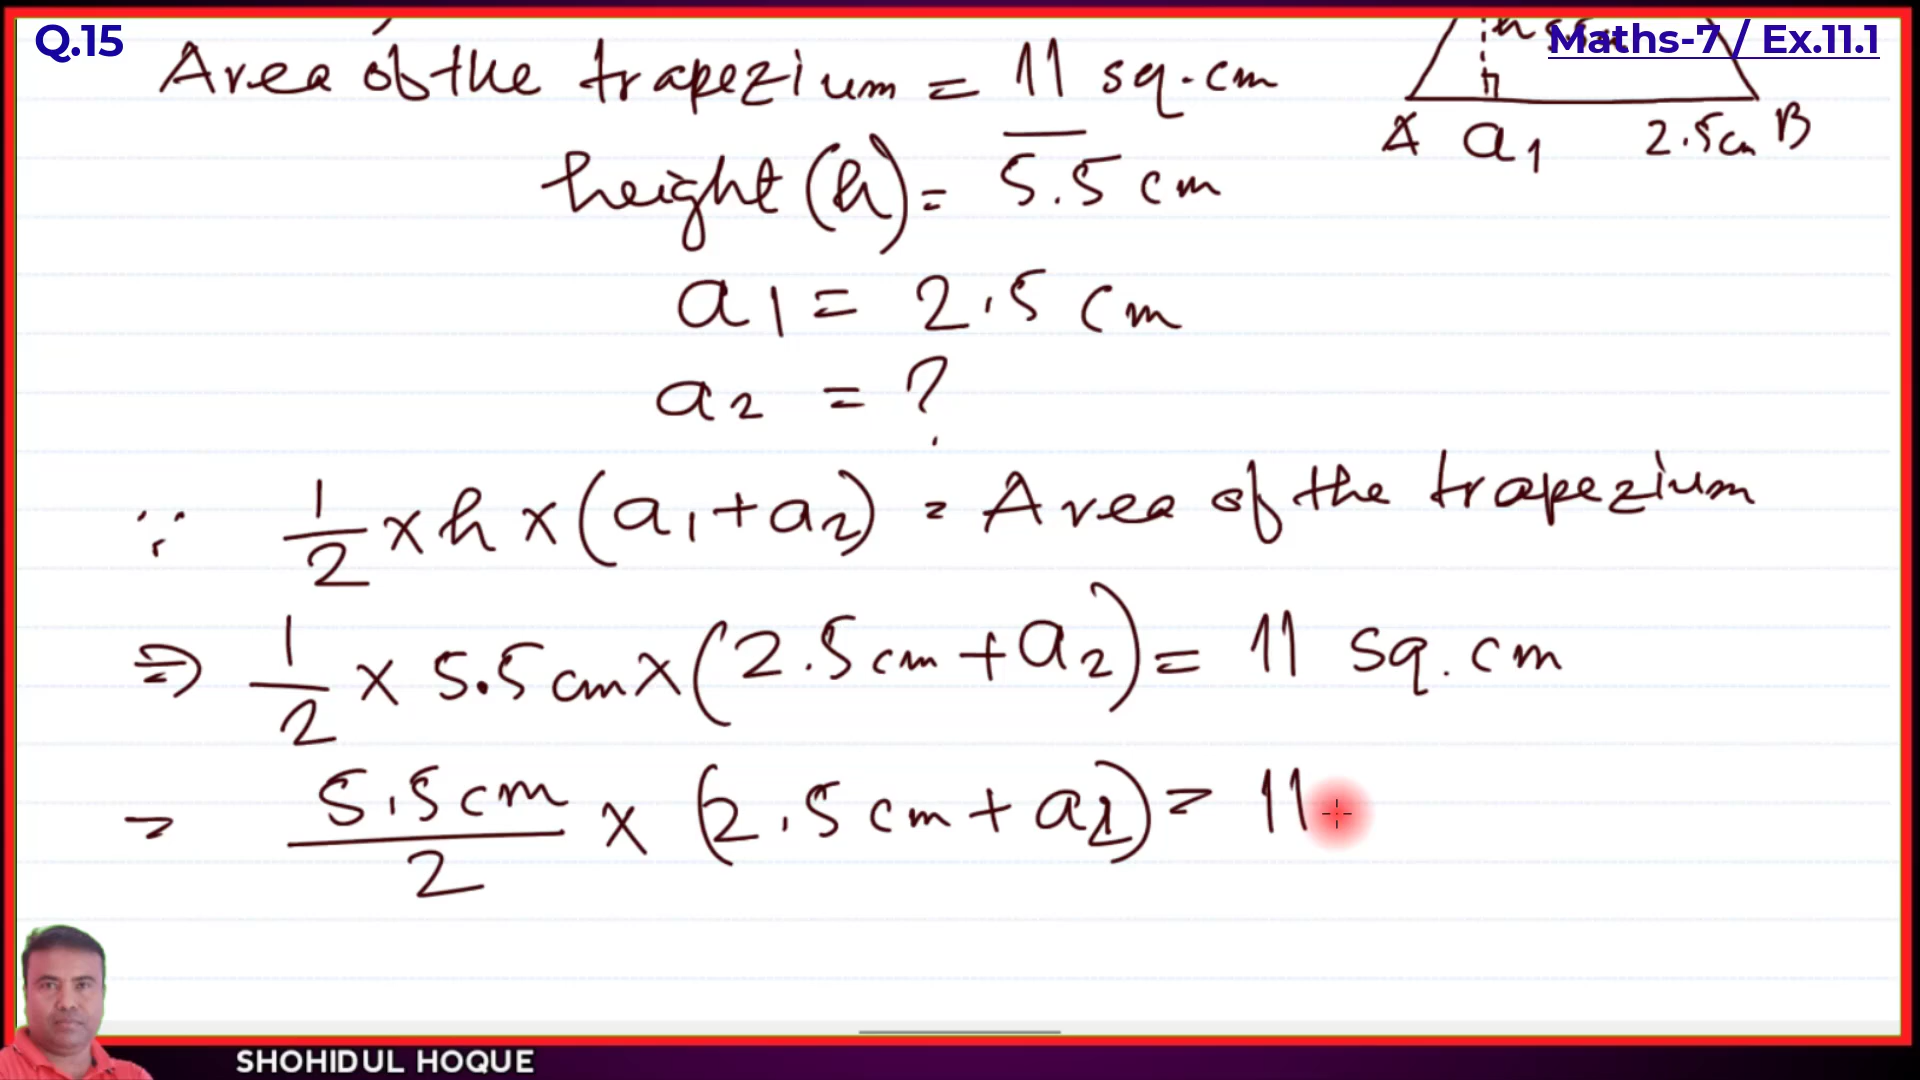 Q.15
Maths-7 / Ex.11.1
Area of the trapezium = 11 sq.cm
A a1 2.5cm B
height (h) = 5.5 cm
a1 = 2.5 cm
a2 = ?
∵ 1/2 × h × (a1 + a2) = Area of the trapezium
⇒ 1/2 × 5.5 cm × (2.5 cm + a2) = 11 sq. cm
= 5.5 cm/2 × (2.5 cm + a2) = 11
SHOHIDUL HOQUE